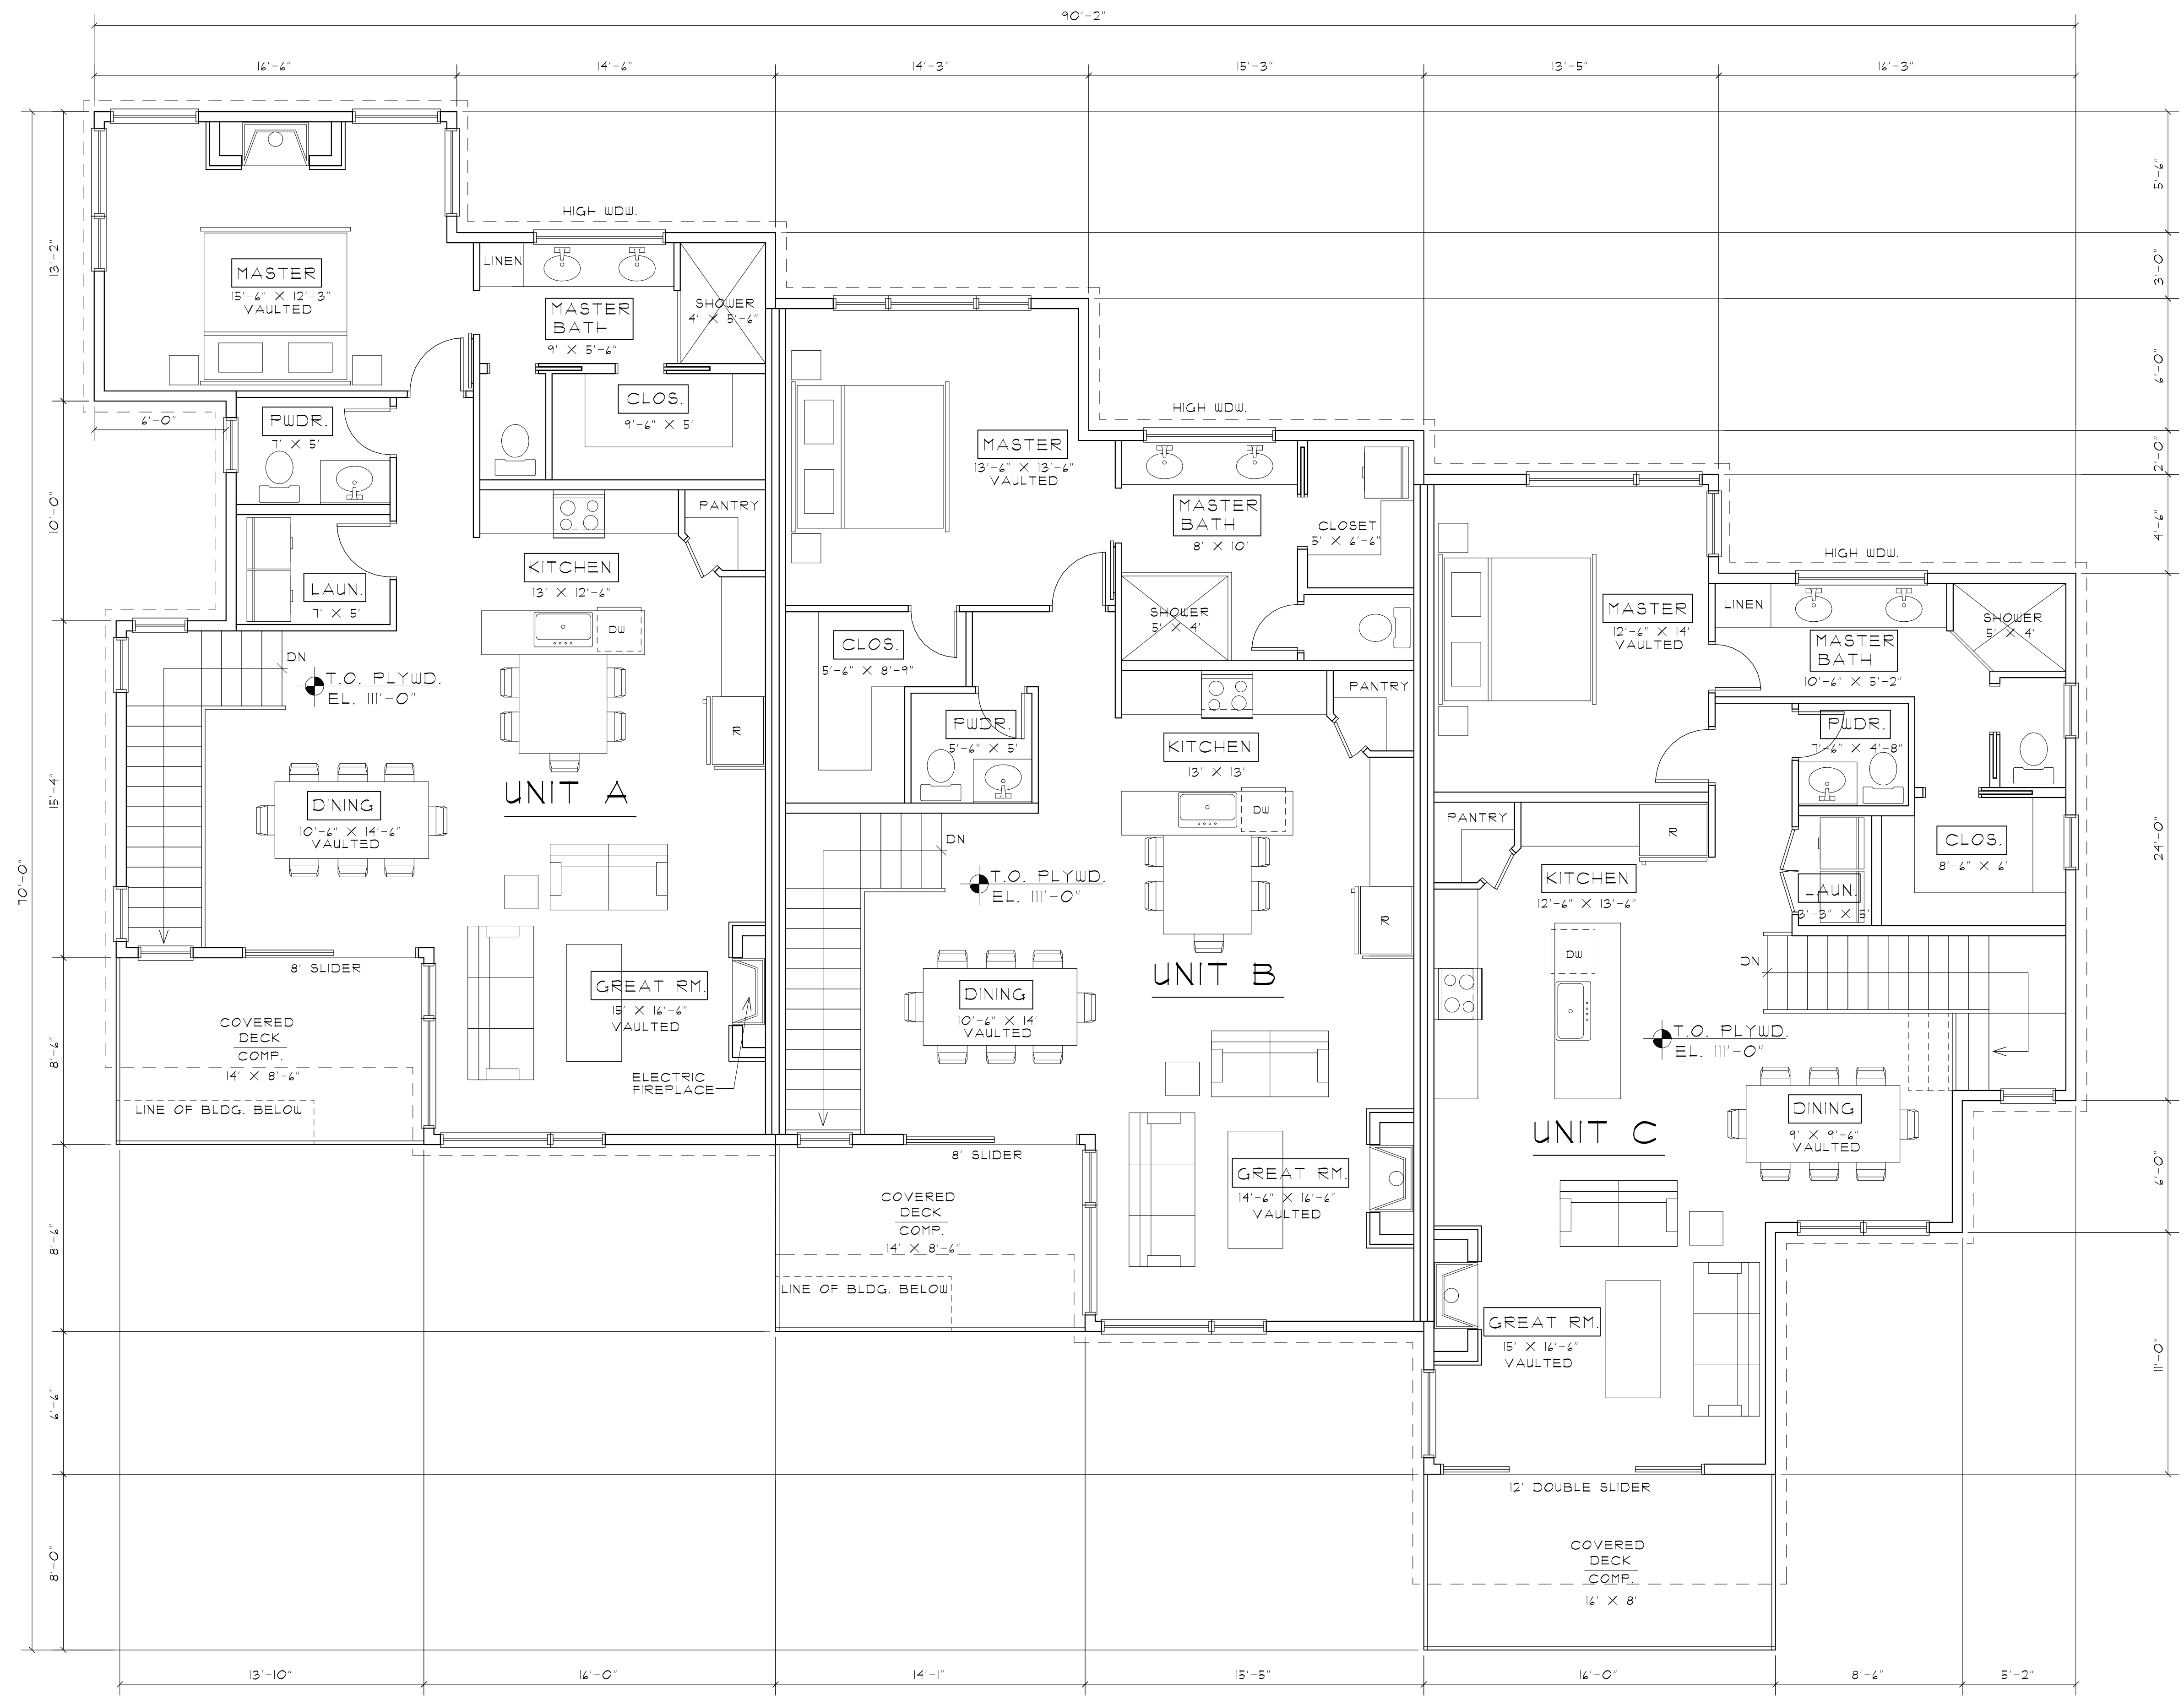 90'-2"
16'-6"
14'-6"
14'-3"
15'-3"
13'-5"
16'-3"
HIGH WDW.
LINEN
MASTER
15'-6" X 12'-3"
VAULTED
MASTER
BATH
9' X 5'-6"
SHOWER
4' X 5'-6"
CLOS.
9'-6" X 5'
6'-0"
PWDR.
7' X 5'
LAUN.
7' X 5'
PANTRY
KITCHEN
13' X 12'-6"
DW
R
DN
T.O. PLYWD.
EL. 111'-0"
UNIT A
DINING
10'-6" X 14'-6"
VAULTED
8' SLIDER
GREAT RM.
15' X 16'-6"
VAULTED
ELECTRIC
FIREPLACE
COVERED
DECK
COMP.
14' X 8'-6"
LINE OF BLDG. BELOW
HIGH WDW.
MASTER
13'-6" X 13'-6"
VAULTED
MASTER
BATH
8' X 10'
CLOSET
5' X 6'-6"
SHOWER
5' X 4'
CLOS.
5'-6" X 8'-9"
PWDR.
5'-6" X 5'
PANTRY
KITCHEN
13' X 13'
DW
R
DN
T.O. PLYWD.
EL. 111'-0"
UNIT B
DINING
10'-6" X 14'
VAULTED
8' SLIDER
GREAT RM.
14'-6" X 16'-6"
VAULTED
COVERED
DECK
COMP.
14' X 8'-6"
LINE OF BLDG. BELOW
HIGH WDW.
LINEN
MASTER
12'-6" X 14'
VAULTED
MASTER
BATH
10'-6" X 5'-2"
SHOWER
5' X 4'
PWDR.
7'-6" X 4'-8"
CLOS.
8'-6" X 6'
LAUN.
3'-3" X 5'
PANTRY
R
KITCHEN
12'-6" X 13'-6"
DW
DN
T.O. PLYWD.
EL. 111'-0"
UNIT C
DINING
9' X 9'-6"
VAULTED
GREAT RM.
15' X 16'-6"
VAULTED
12' DOUBLE SLIDER
COVERED
DECK
COMP.
16' X 8'
70'-0"
13'-2"
10'-0"
15'-4"
8'-6"
8'-6"
6'-6"
8'-0"
5'-6"
3'-0"
6'-0"
2'-0"
4'-6"
24'-0"
6'-0"
11'-0"
13'-10"
16'-0"
14'-1"
15'-5"
16'-0"
8'-6"
5'-2"